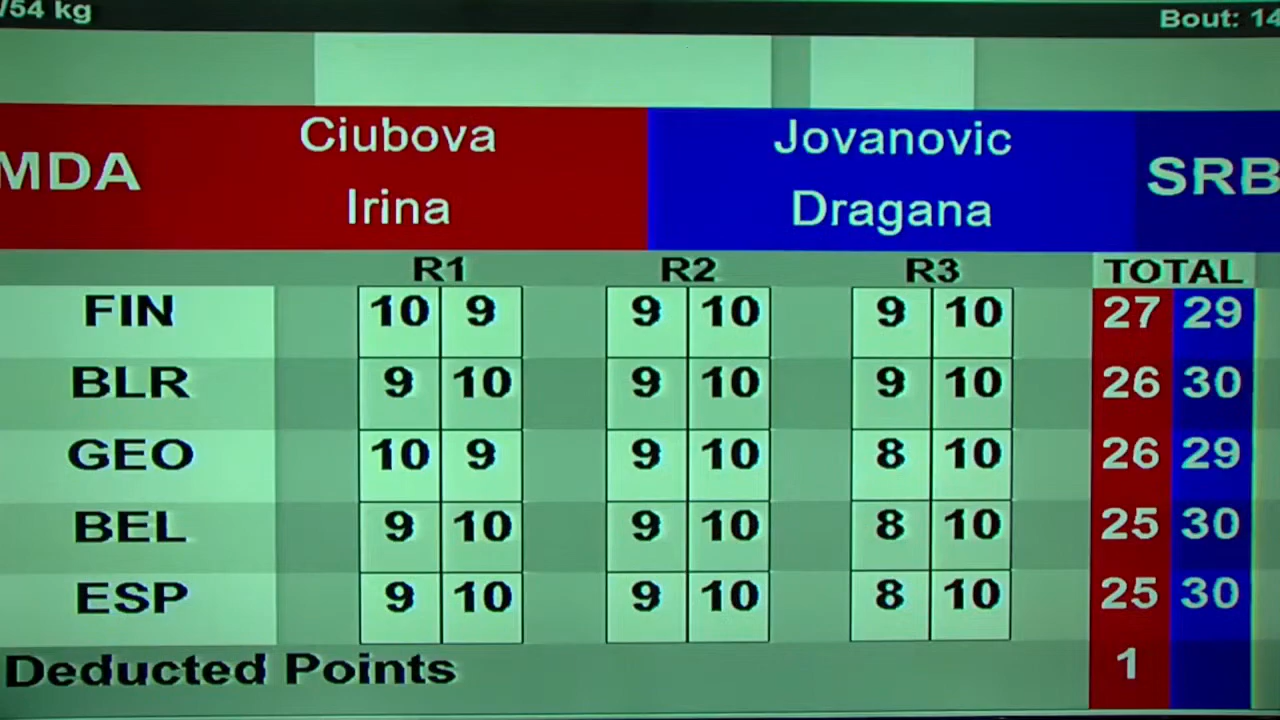 /54 kg Bout: 14
MDA Ciubova Irina Jovanovic Dragana SRB
R1 R2 R3 TOTAL
FIN 10 9 9 10 9 10 27 29
BLR 9 10 9 10 9 10 26 30
GEO 10 9 9 10 8 10 26 29
BEL 9 10 9 10 8 10 25 30
ESP 9 10 9 10 8 10 25 30
Deducted Points 1